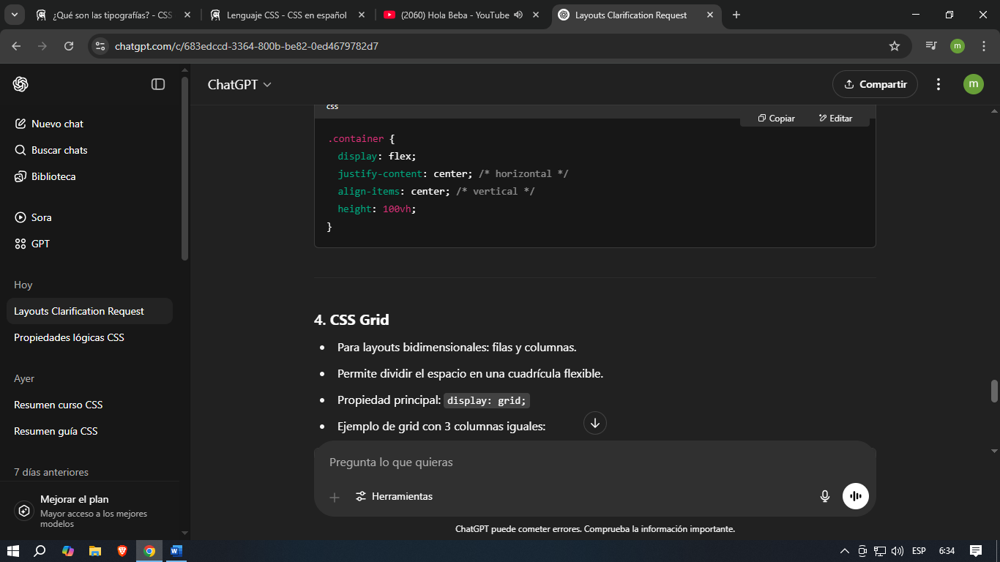 ¿Qué son las tipografías? - CSS
Lenguaje CSS - CSS en español
(2060) Hola Beba - YouTube
Layouts Clarification Request
chatgpt.com/c/683edccd-3364-800b-be82-0ed4679782d7
m
ChatGPT
Compartir
m
Nuevo chat
Buscar chats
Biblioteca
Sora
GPT
Hoy
Layouts Clarification Request
Propiedades lógicas CSS
Ayer
Resumen curso CSS
Resumen guía CSS
7 días anteriores
Mejorar el plan
Mayor acceso a los mejores
modelos
css
Copiar
Editar
.container {
display: flex;
justify-content: center; /* horizontal */
align-items: center; /* vertical */
height: 100vh;
}
4. CSS Grid
• Para layouts bidimensionales: filas y columnas.
• Permite dividir el espacio en una cuadrícula flexible.
• Propiedad principal: display: grid;
• Ejemplo de grid con 3 columnas iguales:
Pregunta lo que quieras
Herramientas
ChatGPT puede cometer errores. Comprueba la información importante.
ESP
6:34